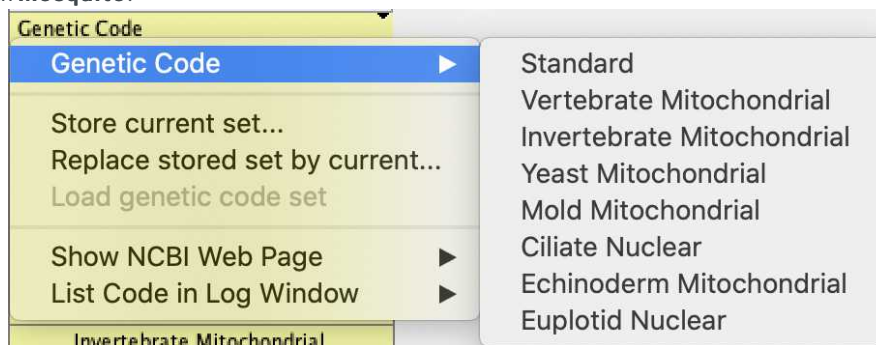 Genetic Code
Genetic Code
Standard
Vertebrate Mitochondrial
Invertebrate Mitochondrial
Yeast Mitochondrial
Mold Mitochondrial
Ciliate Nuclear
Echinoderm Mitochondrial
Euplotid Nuclear
Store current set...
Replace stored set by current...
Load genetic code set
Show NCBI Web Page
List Code in Log Window
Invertebrate Mitochondrial